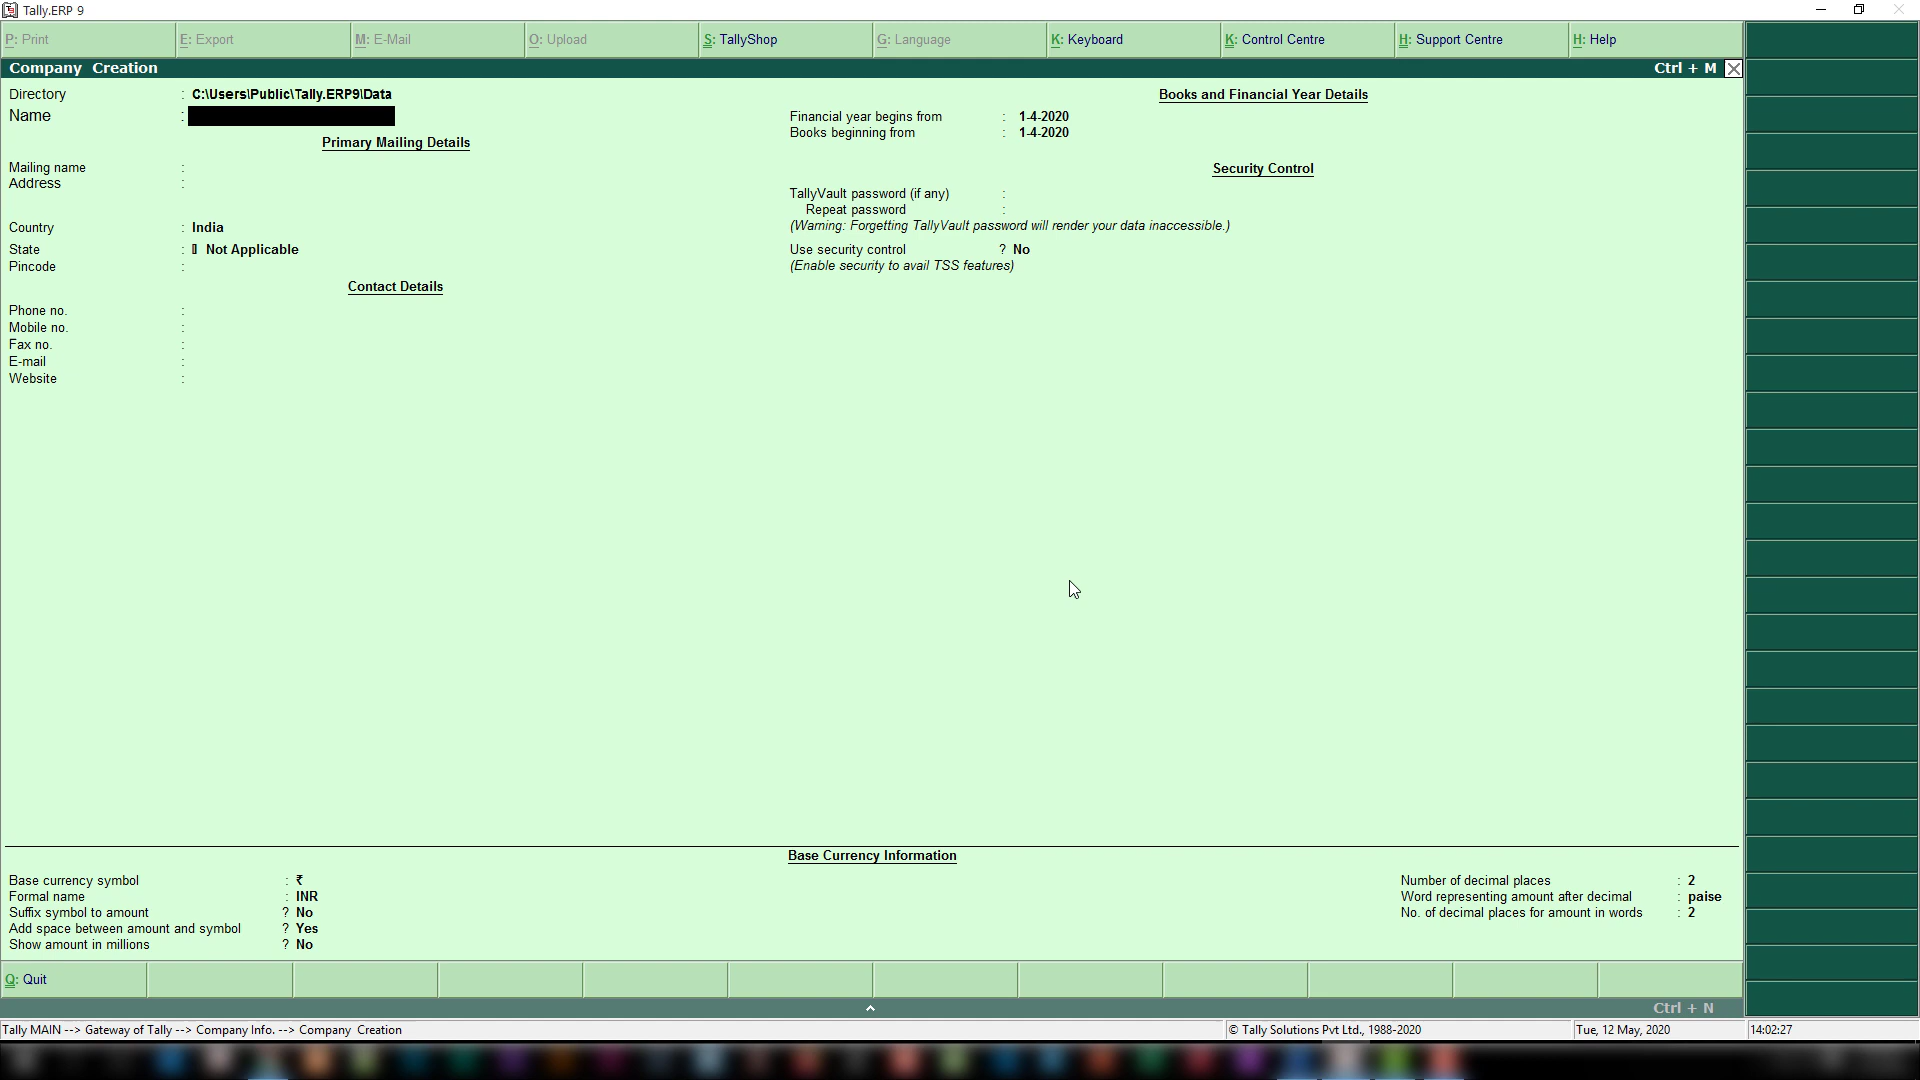 Tally.ERP 9
P: Print E: Export M: E-Mail O: Upload S: TallyShop G: Language K: Keyboard K: Control Centre H: Support Centre H: Help
Company Creation Ctrl + M
Directory : C:\Users\Public\Tally.ERP9\Data
Name :
Primary Mailing Details
Mailing name :
Address :
Country : India
State : Not Applicable
Pincode :
Contact Details
Phone no. :
Mobile no. :
Fax no. :
E-mail :
Website :
Books and Financial Year Details
Financial year begins from : 1-4-2020
Books beginning from : 1-4-2020
Security Control
TallyVault password (if any) :
Repeat password :
(Warning: Forgetting TallyVault password will render your data inaccessible.)
Use security control ? No
(Enable security to avail TSS features)
Base Currency Information
Base currency symbol : ₹
Formal name : INR
Suffix symbol to amount ? No
Add space between amount and symbol ? Yes
Show amount in millions ? No
Number of decimal places : 2
Word representing amount after decimal : paise
No. of decimal places for amount in words : 2
Q: Quit
Ctrl + N
Tally MAIN --> Gateway of Tally --> Company Info. --> Company Creation © Tally Solutions Pvt Ltd., 1988-2020 Tue, 12 May, 2020 14:02:27